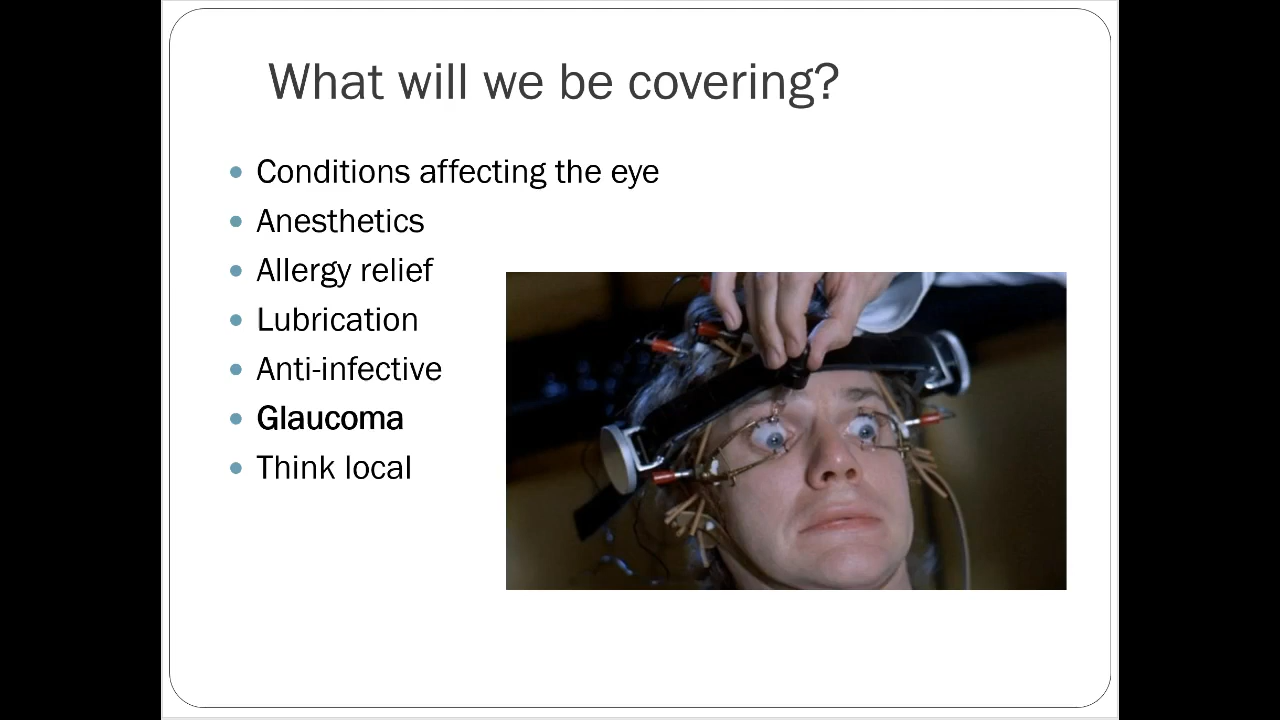 What will we be covering?
Conditions affecting the eye
Anesthetics
Allergy relief
Lubrication
Anti-infective
Glaucoma
Think local